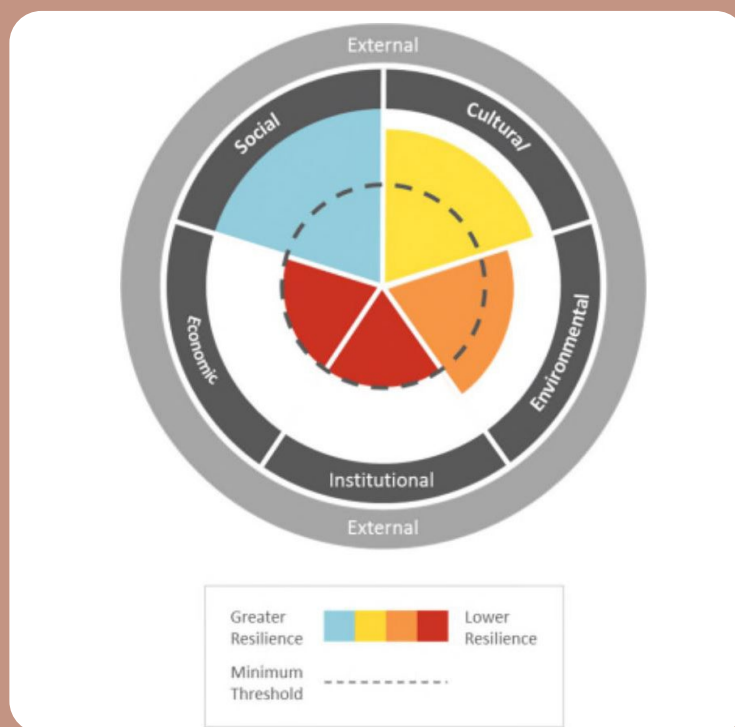 External
Social
Cultural/
Economic
Environmental
Institutional
External
Greater
Resilience
Lower
Resilience
Minimum
Threshold